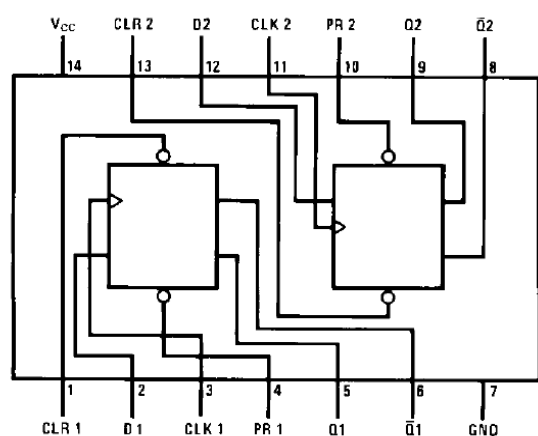 VCC CLR 2 D2 CLK 2 PR 2 Q2 Q̅2
14 13 12 11 10 9 8
1 2 3 4 5 6 7
CLR 1 D1 CLK 1 PR 1 Q1 Q̅1 GND